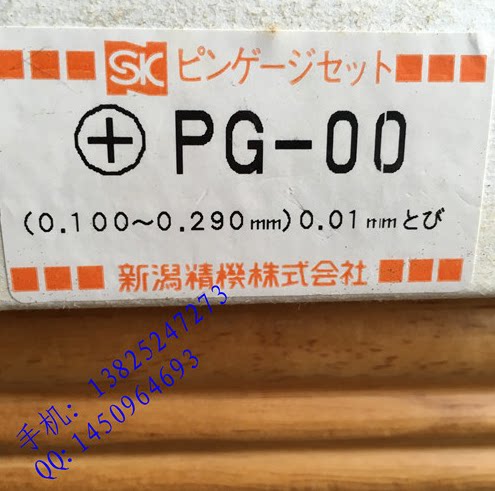 SK ピンゲージセット
⊕ PG-00
(0.100~0.290mm)0.01mmとび
新潟精機株式会社
手机: 13825247273
QQ:1450964693